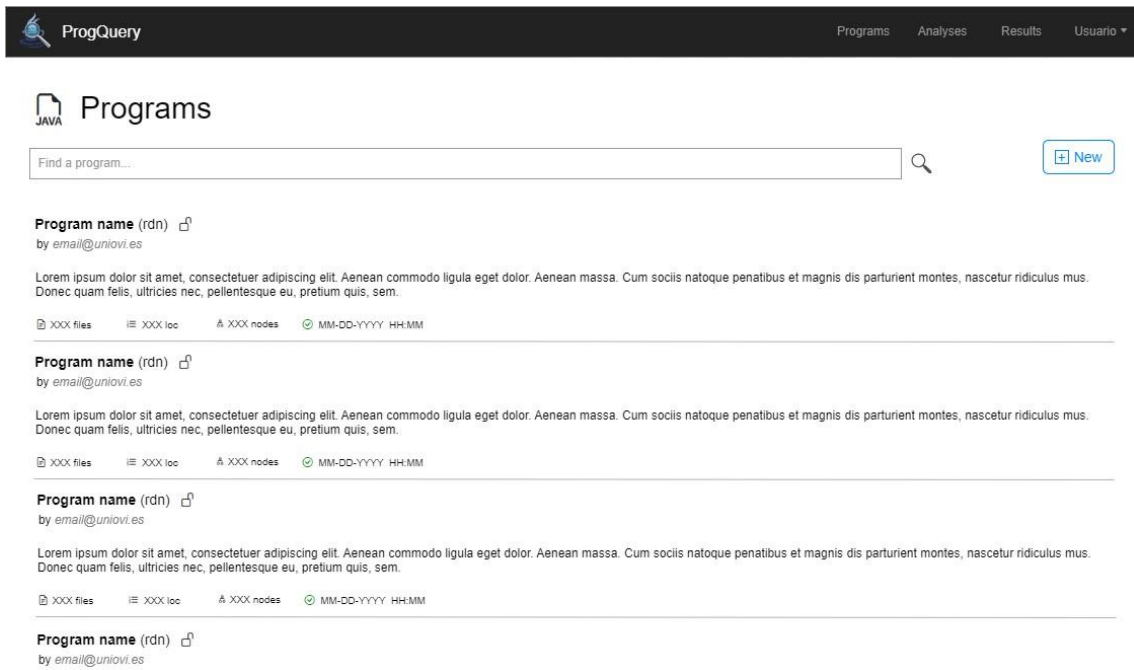 ProgQuery Programs Analyses Results Usuario
JAVA Programs
Find a program...
New
Program name (rdn)
by email@uniovi.es
Lorem ipsum dolor sit amet, consectetuer adipiscing elit. Aenean commodo ligula eget dolor. Aenean massa. Cum sociis natoque penatibus et magnis dis parturient montes, nascetur ridiculus mus.
Donec quam felis, ultricies nec, pellentesque eu, pretium quis, sem.
XXX files XXX loc XXX nodes MM-DD-YYYY HH:MM
Program name (rdn)
by email@uniovi.es
Lorem ipsum dolor sit amet, consectetuer adipiscing elit. Aenean commodo ligula eget dolor. Aenean massa. Cum sociis natoque penatibus et magnis dis parturient montes, nascetur ridiculus mus.
Donec quam felis, ultricies nec, pellentesque eu, pretium quis, sem.
XXX files XXX loc XXX nodes MM-DD-YYYY HH:MM
Program name (rdn)
by email@uniovi.es
Lorem ipsum dolor sit amet, consectetuer adipiscing elit. Aenean commodo ligula eget dolor. Aenean massa. Cum sociis natoque penatibus et magnis dis parturient montes, nascetur ridiculus mus.
Donec quam felis, ultricies nec, pellentesque eu, pretium quis, sem.
XXX files XXX loc XXX nodes MM-DD-YYYY HH:MM
Program name (rdn)
by email@uniovi.es